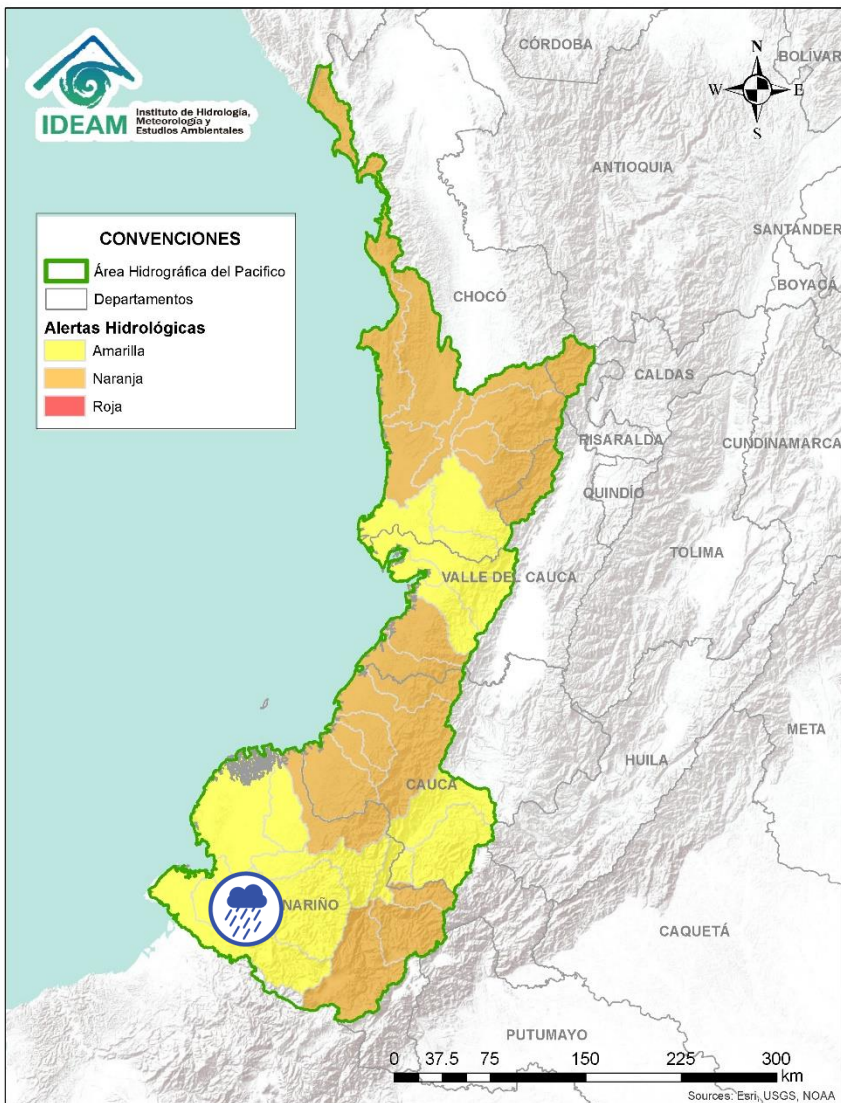 IDEAM
Instituto de Hidrología,
Meteorología y
Estudios Ambientales
CÓRDOBA
BOLÍVAR
N
W
E
S
ANTIOQUIA
SANTANDER
BOYACÁ
CONVENCIONES
Área Hidrográfica del Pacifico
Departamentos
Alertas Hidrológicas
Amarilla
Naranja
Roja
CHOCÓ
CALDAS
RISARALDA
CUNDINAMARCA
QUINDÍO
TOLIMA
VALLE DEL CAUCA
META
HUILA
CAUCA
NARIÑO
CAQUETÁ
PUTUMAYO
0 37.5 75 150 225 300
km
Sources: Esri, USGS, NOAA